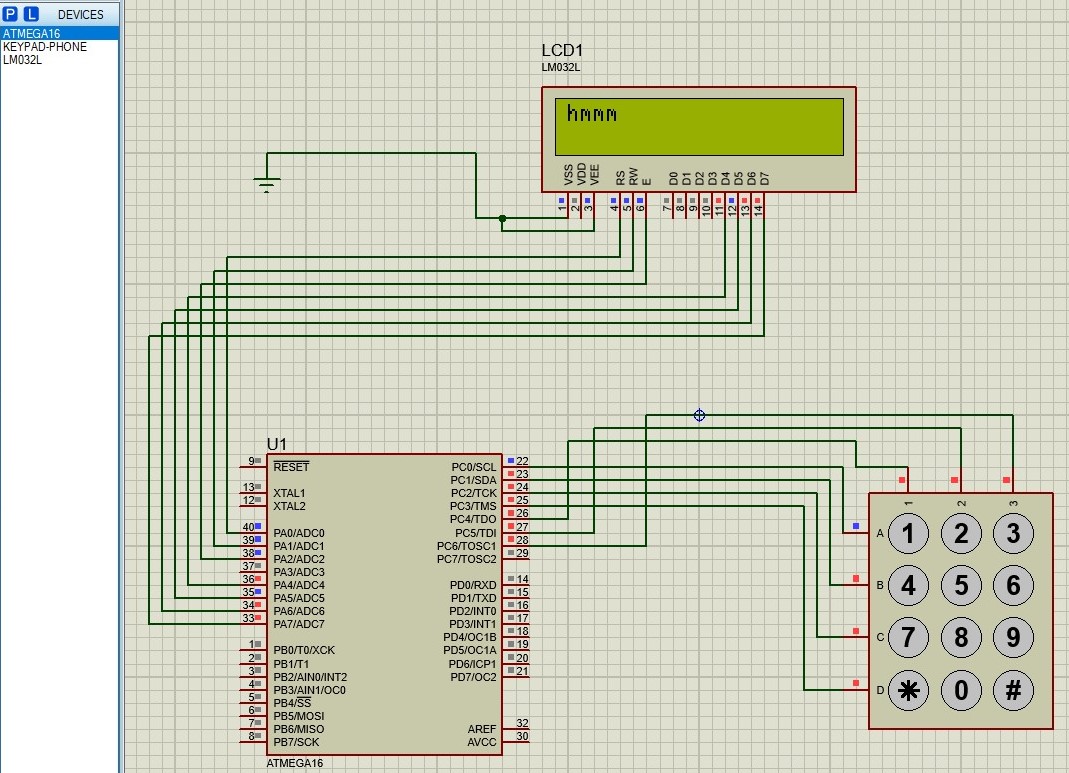 P L DEVICES
ATMEGA16
KEYPAD-PHONE
LM032L
LCD1
LM032L
hmmm
VSS VDD VEE RS RW E D0 D1 D2 D3 D4 D5 D6 D7
1 2 3 4 5 6 7 8 9 10 11 12 13 14
U1
9 RESET PC0/SCL 22
PC1/SDA 23
13 XTAL1 PC2/TCK 24
12 XTAL2 PC3/TMS 25
PC4/TDO 26
40 PA0/ADC0 PC5/TDI 27
39 PA1/ADC1 PC6/TOSC1 28
38 PA2/ADC2 PC7/TOSC2 29
37 PA3/ADC3
36 PA4/ADC4 PD0/RXD 14
35 PA5/ADC5 PD1/TXD 15
34 PA6/ADC6 PD2/INT0 16
33 PA7/ADC7 PD3/INT1 17
PD4/OC1B 18
1 PB0/T0/XCK PD5/OC1A 19
2 PB1/T1 PD6/ICP1 20
3 PB2/AIN0/INT2 PD7/OC2 21
4 PB3/AIN1/OC0
5 PB4/SS
6 PB5/MOSI
7 PB6/MISO AREF 32
8 PB7/SCK AVCC 30
ATMEGA16
1 2 3
A 1 2 3
B 4 5 6
C 7 8 9
D * 0 #